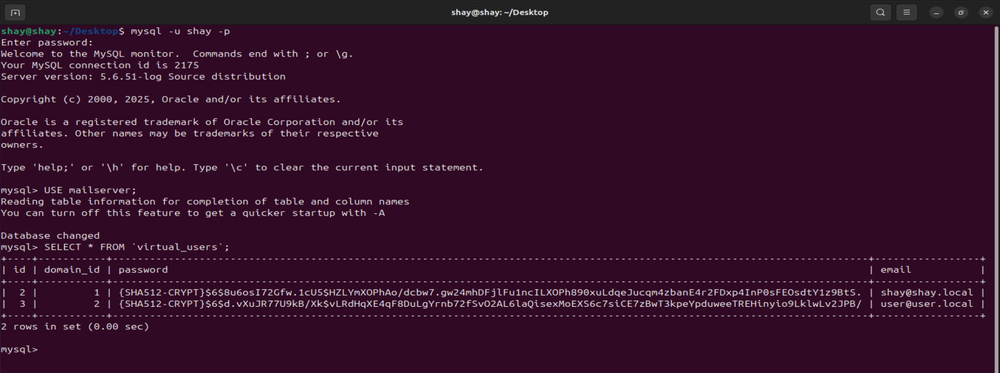 shay@shay: ~/Desktop
shay@shay:~/Desktop$ mysql -u shay -p
Enter password:
Welcome to the MySQL monitor.  Commands end with ; or \g.
Your MySQL connection id is 2175
Server version: 5.6.51-log Source distribution
Copyright (c) 2000, 2025, Oracle and/or its affiliates.
Oracle is a registered trademark of Oracle Corporation and/or its
affiliates. Other names may be trademarks of their respective
owners.
Type 'help;' or '\h' for help. Type '\c' to clear the current input statement.
mysql> USE mailserver;
Reading table information for completion of table and column names
You can turn off this feature to get a quicker startup with -A
Database changed
mysql> SELECT * FROM `virtual_users`;
| id | domain_id | password | email |
| 2 | 1 | {SHA512-CRYPT}$6$8u6osI72Gfw.1cU5$HZLYmXOPhAo/dcbw7.gw24mhDFjlFu1ncILXOPh890xuLdqeJucqm4zbanE4r2FDxp4InP0sFEOsdtY1z9BtS. | shay@shay.local |
| 3 | 2 | {SHA512-CRYPT}$6$d.vXuJR77U9kB/Xk$vLRdHqXE4qF8DuLgYrnb72fSvO2AL6laQisexMoEXS6c7siCE7zBwT3kpeYpduweeTREHinyio9LklwLv2JPB/ | user@user.local |
2 rows in set (0.00 sec)
mysql>